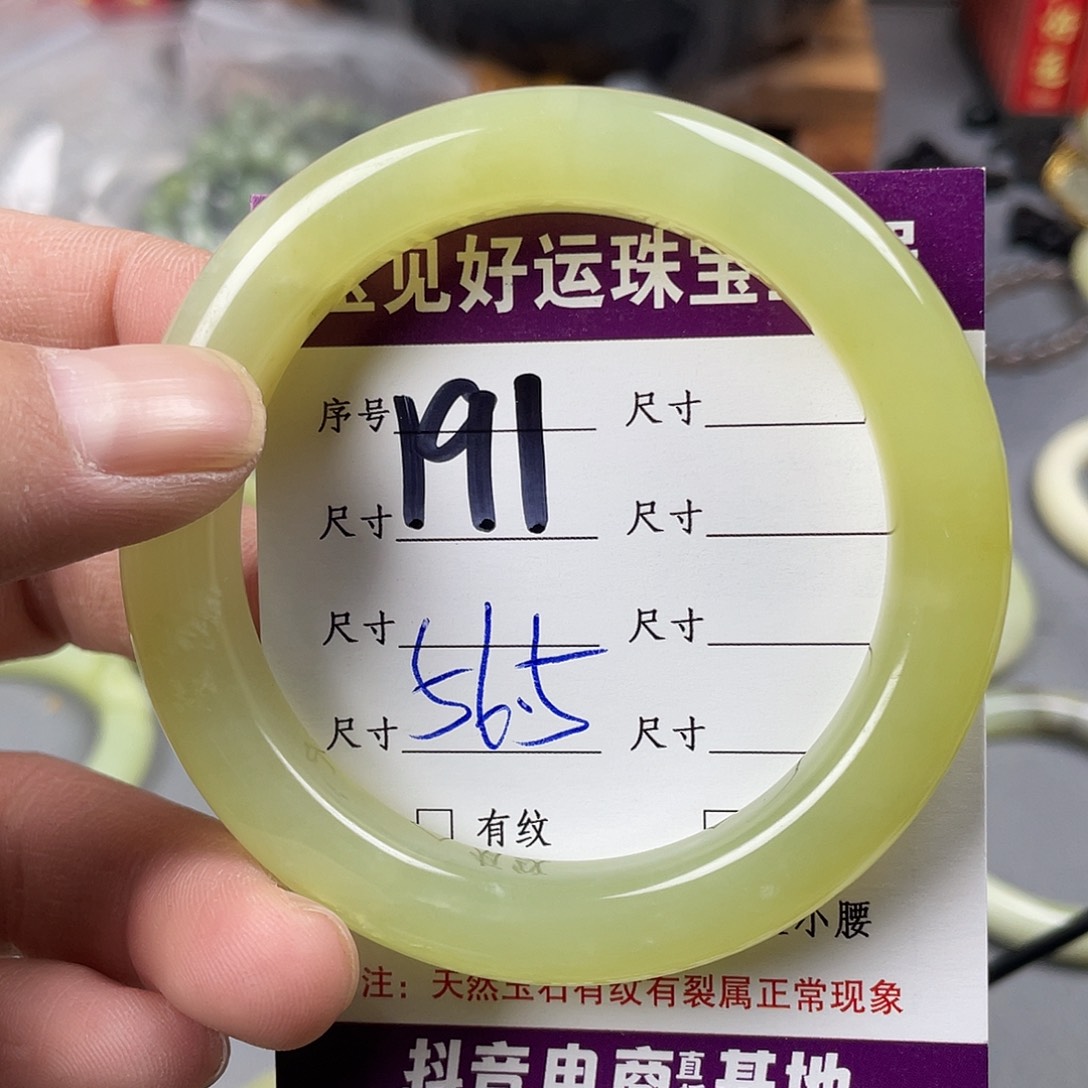 见好运珠宝
序号 191 尺寸
尺寸 尺寸
尺寸 56.5 尺寸
尺寸 尺寸
□ 有纹 □
小腰
注：天然玉石有纹有裂属正常现象
抖音电商 基地